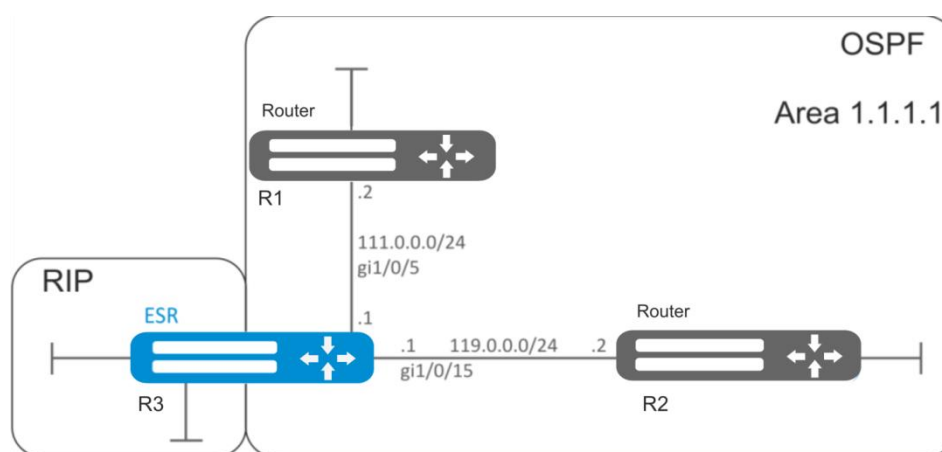 OSPF
Area 1.1.1.1
Router
R1
.2
111.0.0.0/24
gi1/0/5
RIP
ESR
.1
Router
.1 119.0.0.0/24 .2
gi1/0/15
R3
R2